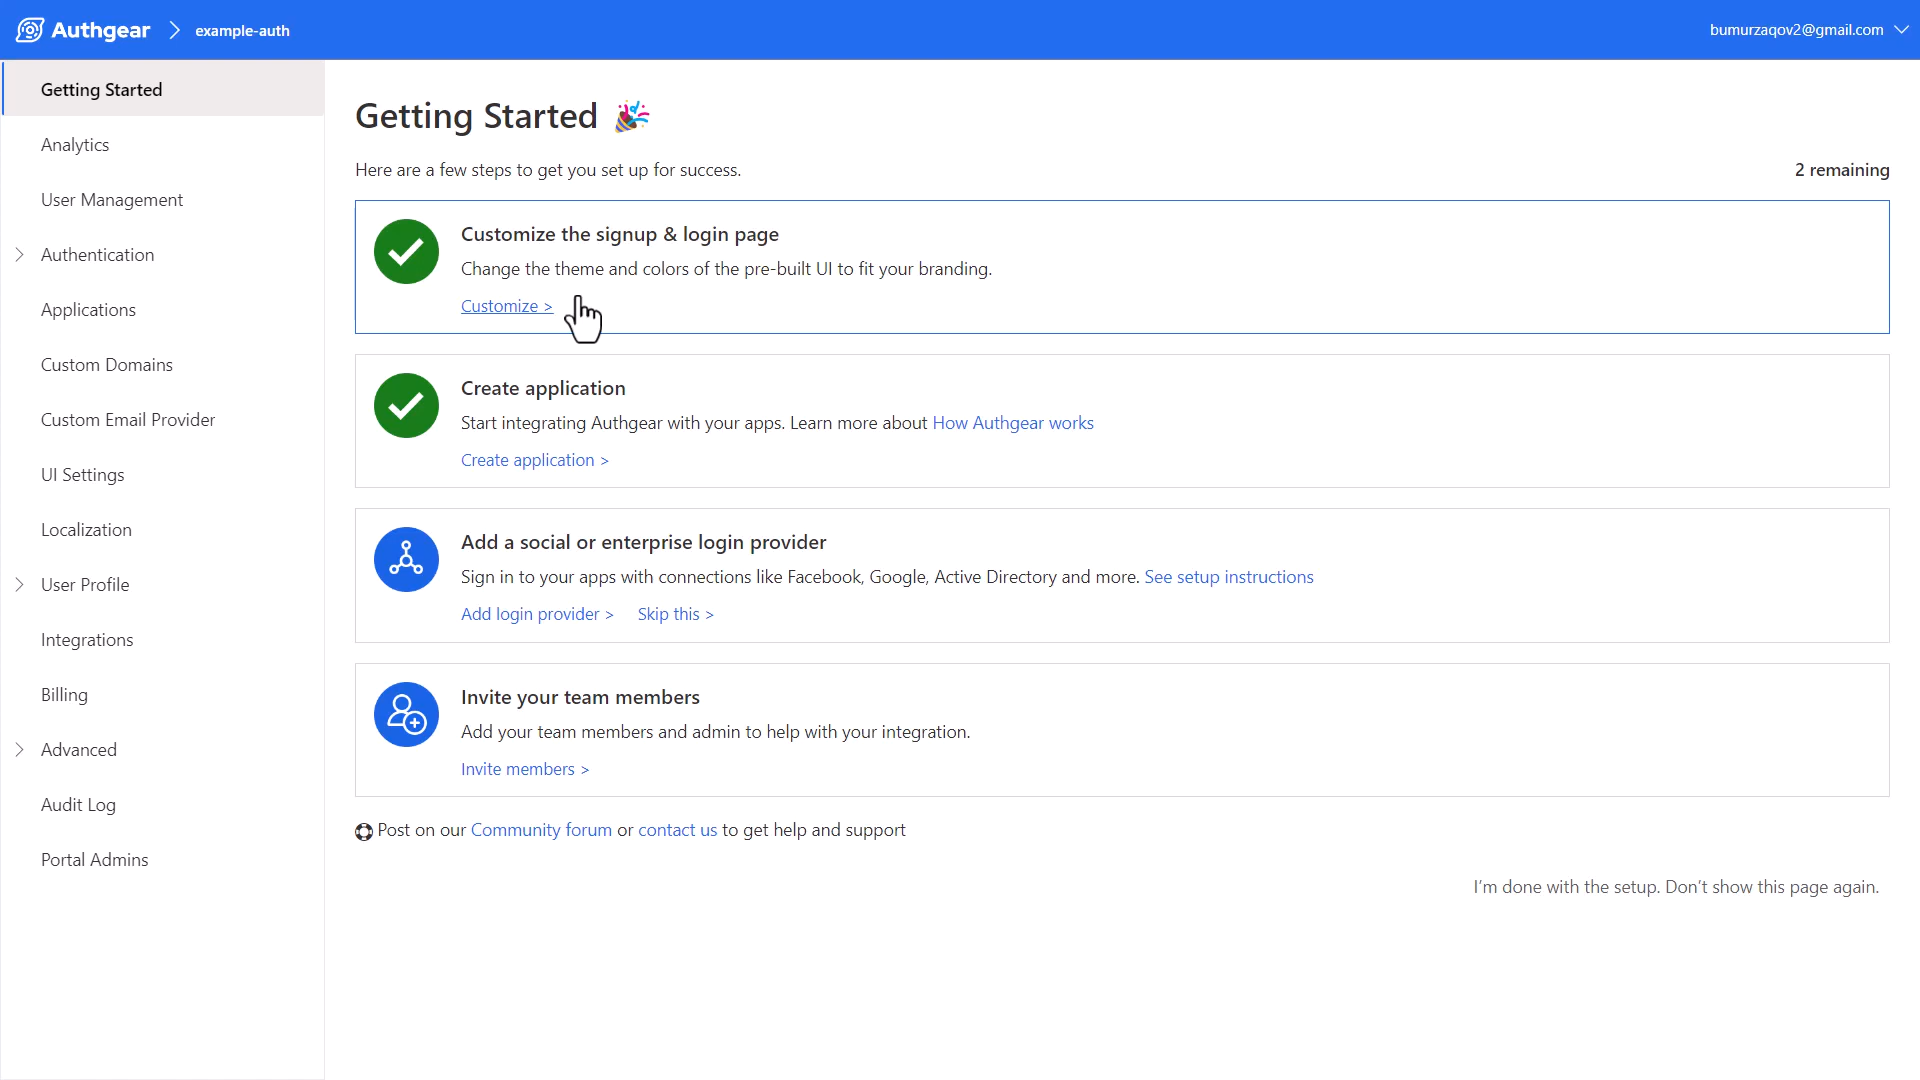 Authgear
example-auth
bumurzaqov2@gmail.com
Getting Started
Analytics
User Management
Authentication
Applications
Custom Domains
Custom Email Provider
UI Settings
Localization
User Profile
Integrations
Billing
Advanced
Audit Log
Portal Admins
Getting Started
Here are a few steps to get you set up for success.
2 remaining
Customize the signup & login page
Change the theme and colors of the pre-built UI to fit your branding.
Customize >
Create application
Start integrating Authgear with your apps. Learn more about How Authgear works
Create application >
Add a social or enterprise login provider
Sign in to your apps with connections like Facebook, Google, Active Directory and more. See setup instructions
Add login provider > Skip this >
Invite your team members
Add your team members and admin to help with your integration.
Invite members >
Post on our Community forum or contact us to get help and support
I'm done with the setup. Don't show this page again.